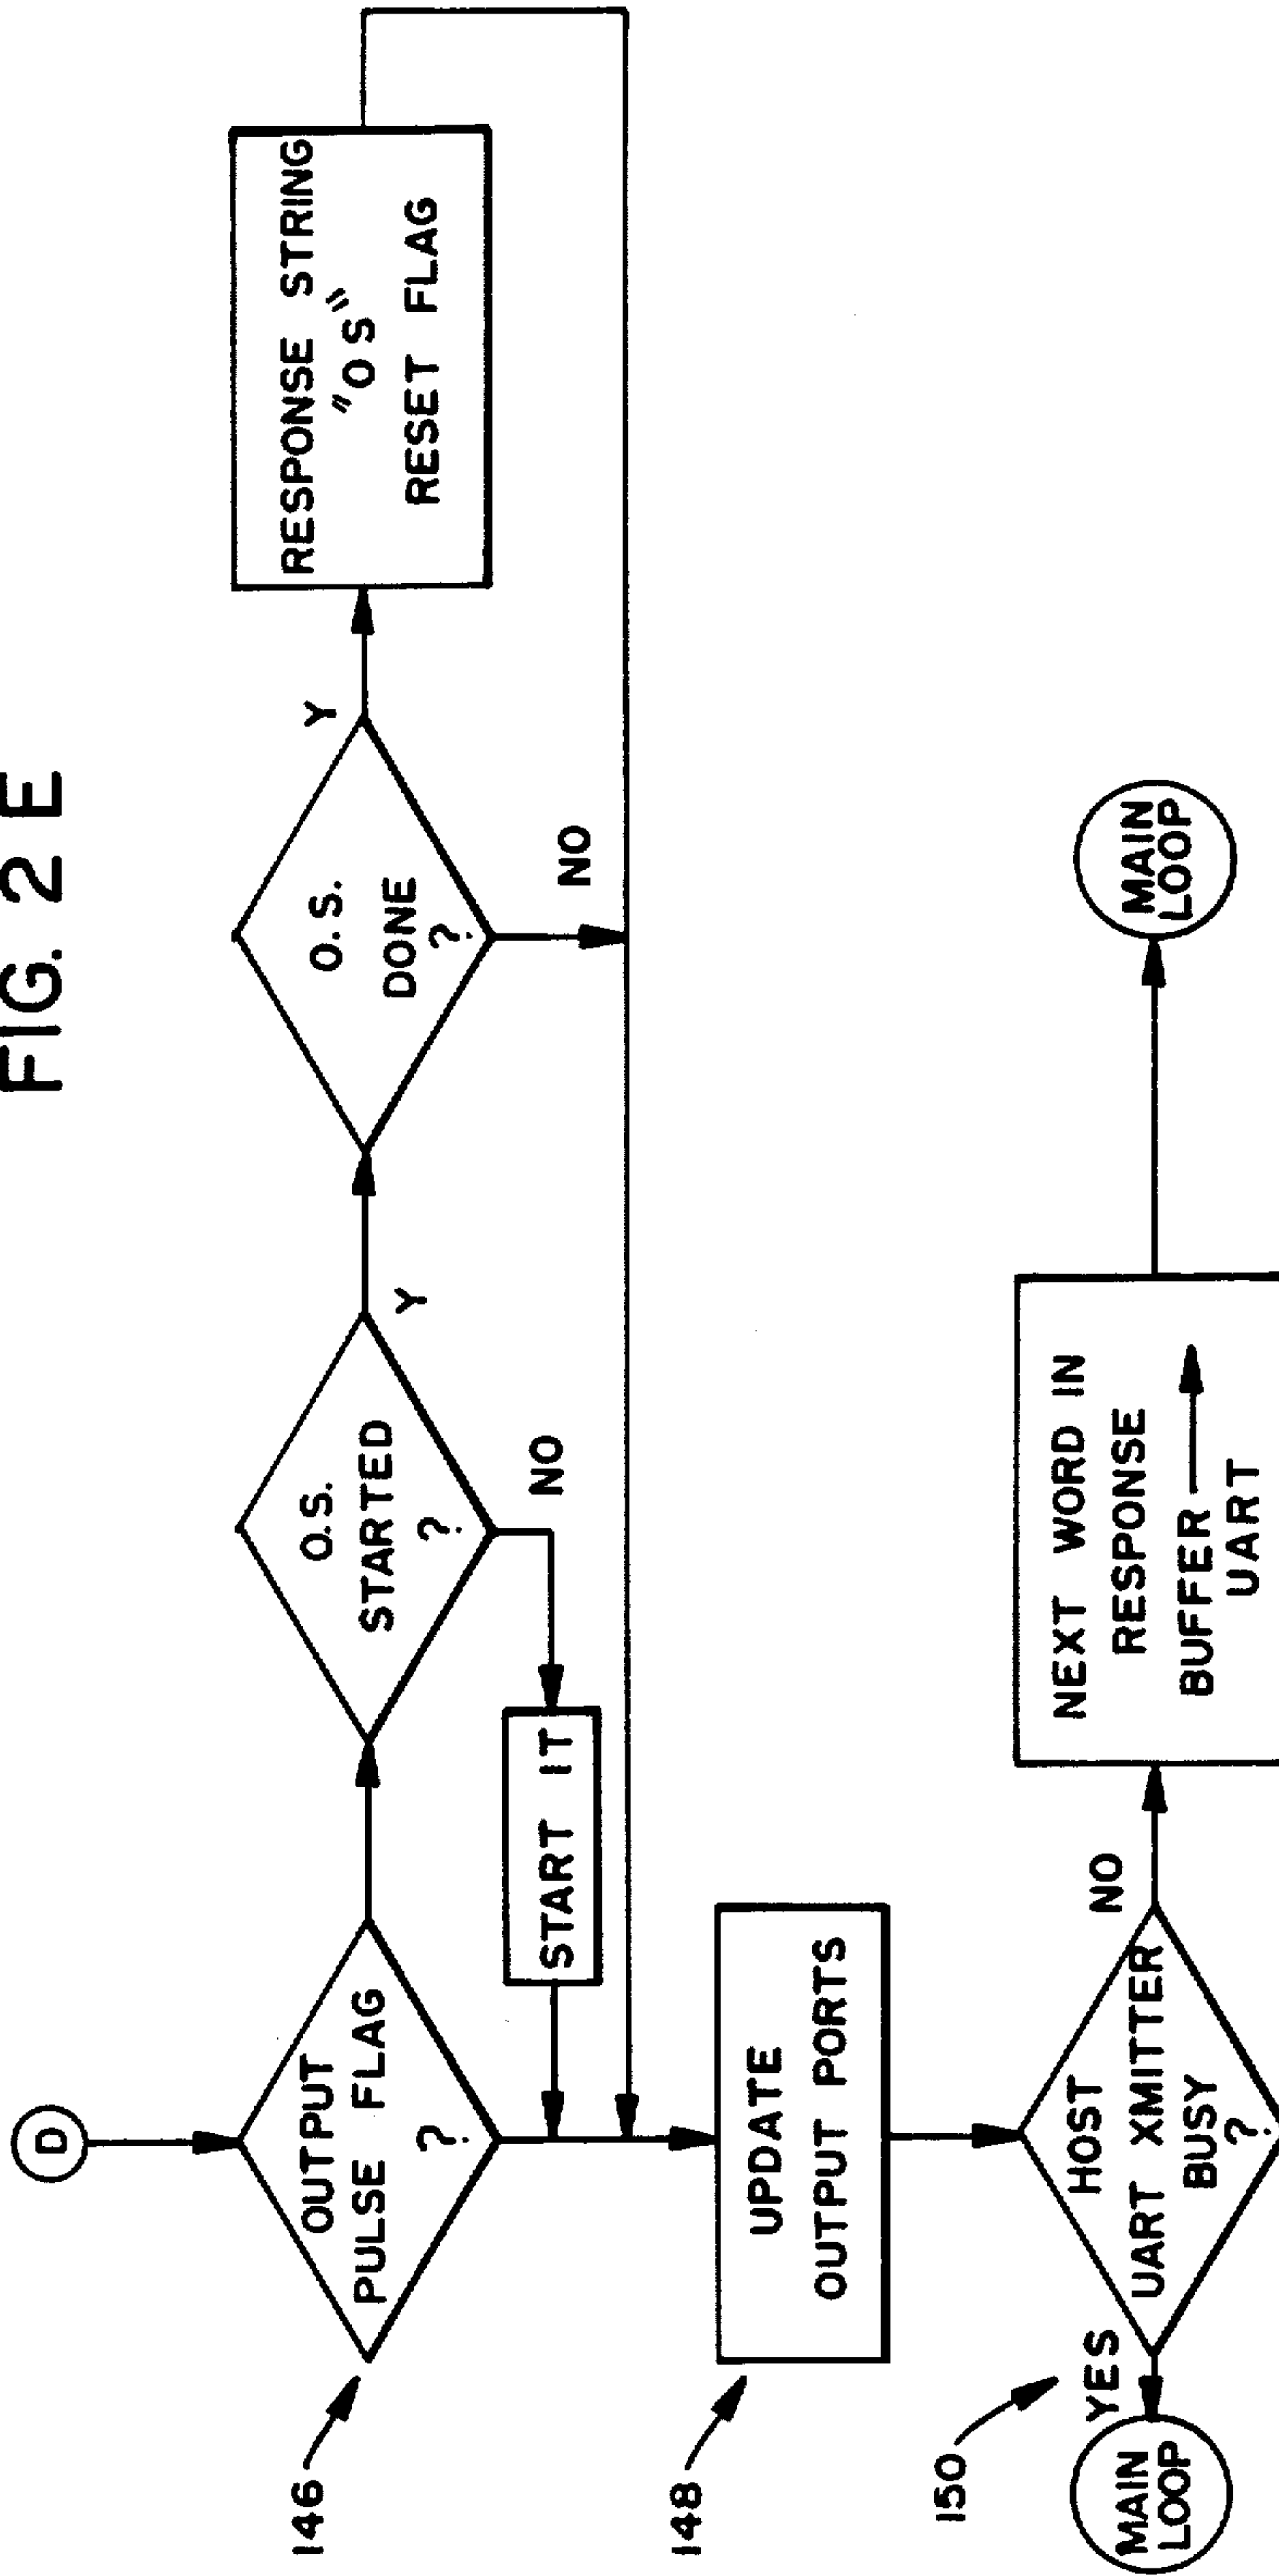 FIG. 2 E
D
146
OUTPUT
PULSE FLAG
?
O.S.
STARTED
?
Y
NO
START IT
O.S.
DONE
?
Y
NO
RESPONSE STRING
"OS"
RESET FLAG
148
UPDATE
OUTPUT PORTS
150
HOST
UART XMITTER
BUSY
?
YES
MAIN
LOOP
NO
NEXT WORD IN
RESPONSE
BUFFER
UART
MAIN
LOOP